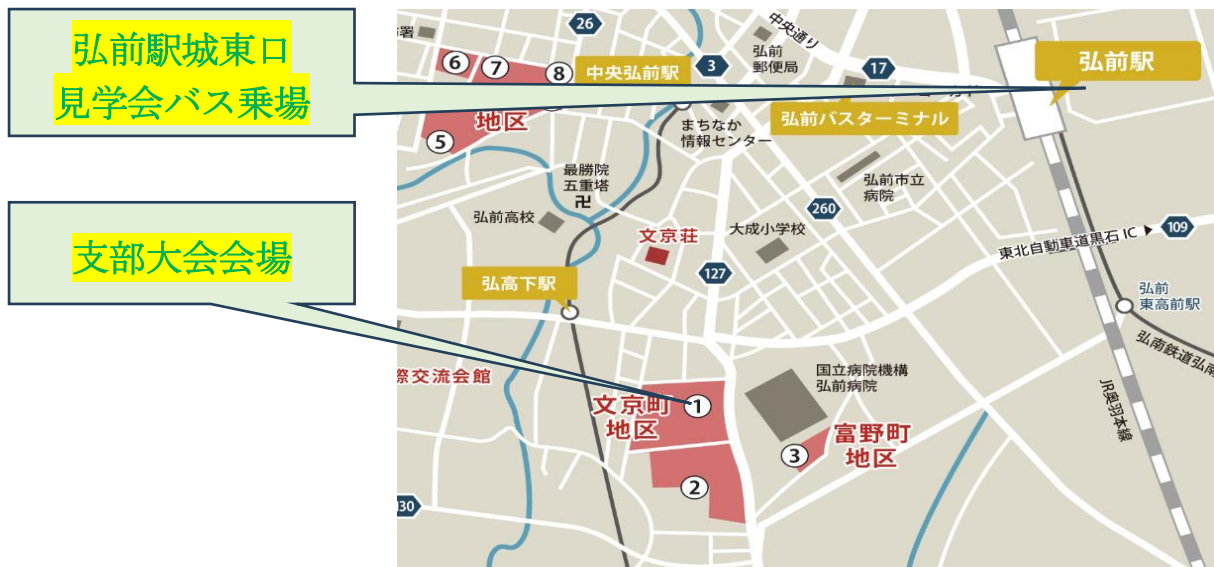 弘前駅城東口
見学会バス乗場
支部大会会場
26
中央通り
署
6
7
8
中央弘前駅
3
弘前
郵便局
17
弘前駅
5
地区
まちなか
情報センター
弘前バスターミナル
最勝院
五重塔
卍
弘前市立
病院
弘前高校
文京荘
大成小学校
260
東北自動車道黒石 IC
109
127
弘高下駅
弘前
東高前駅
弘南鉄道弘南
際交流会館
国立病院機構
弘前病院
JR奥羽本線
文京町
地区
1
富野町
地区
3
2
30